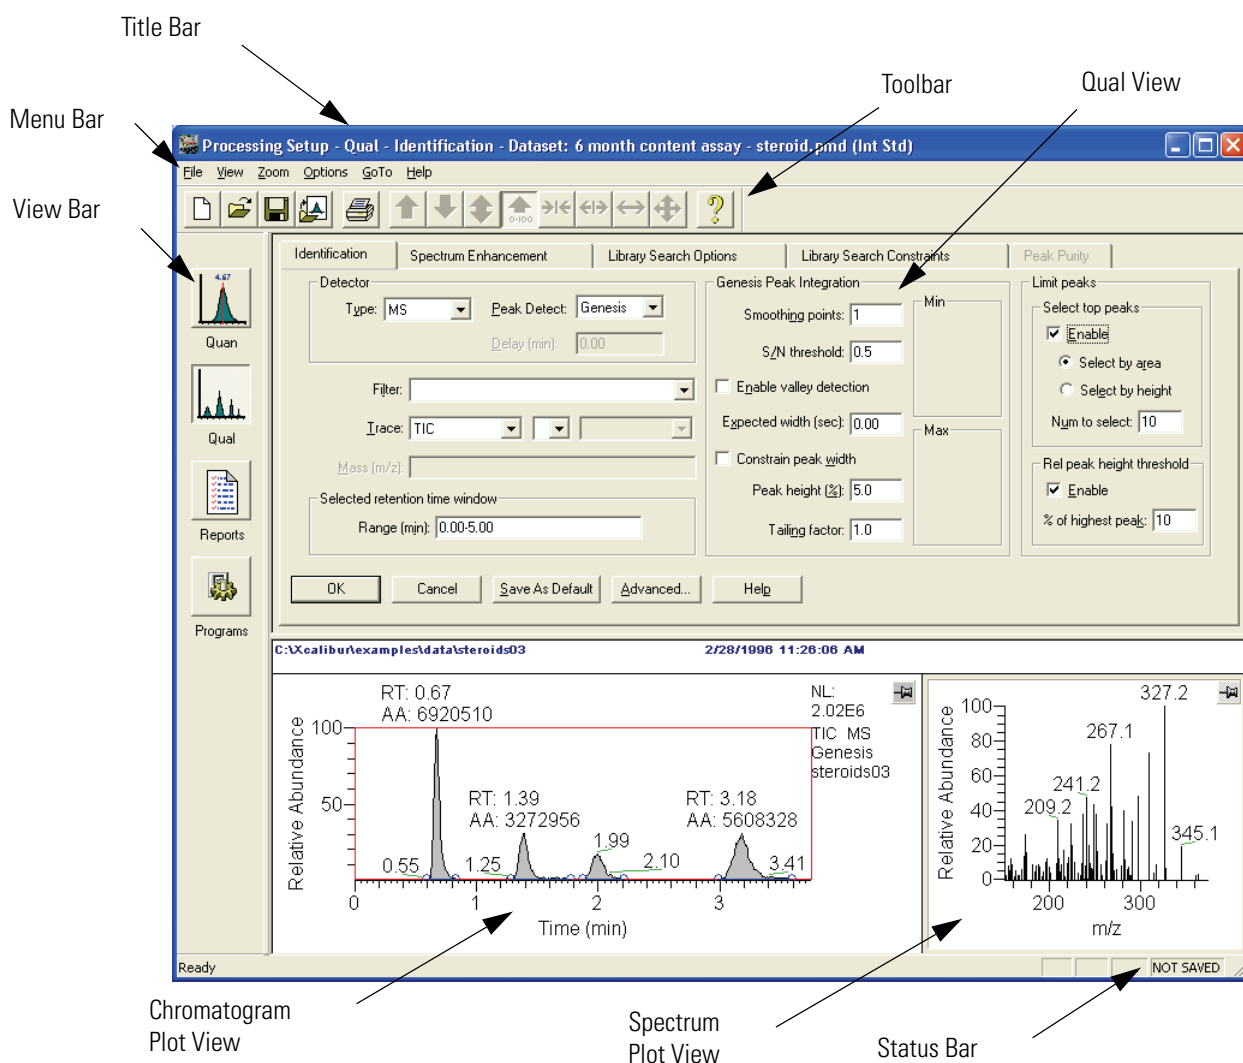 Title Bar
Toolbar
Qual View
Menu Bar
Processing Setup - Qual - Identification - Dataset: 6 month content assay - steroid.pmd (Int Std)
File View Zoom Options GoTo Help
View Bar
0-100
Identification
Spectrum Enhancement
Library Search Options
Library Search Constraints
Peak Purity
4.67
Quan
Qual
Reports
Programs
Detector
Type: MS
Peak Detect: Genesis
Delay (min): 0.00
Filter:
Trace: TIC
Mass (m/z):
Selected retention time window
Range (min): 0.00-5.00
Genesis Peak Integration
Smoothing points: 1
S/N threshold: 0.5
Enable valley detection
Expected width (sec): 0.00
Constrain peak width
Peak height (%): 5.0
Tailing factor: 1.0
Min
Max
Limit peaks
Select top peaks
Enable
Select by area
Select by height
Num to select: 10
Rel peak height threshold
Enable
% of highest peak: 10
OK
Cancel
Save As Default
Advanced...
Help
C:\Xcalibur\examples\data\steroids03
2/28/1996 11:26:06 AM
RT: 0.67
AA: 6920510
NL:
2.02E6
TIC MS
Genesis
steroids03
Relative Abundance
100
50
RT: 1.39
AA: 3272956
RT: 3.18
AA: 5608328
0.55
1.25
1.99
2.10
3.41
0 1 2 3
Time (min)
Relative Abundance
100
80
60
40
20
0
327.2
267.1
241.2
209.2
345.1
200 300
m/z
Ready
NOT SAVED
Chromatogram
Plot View
Spectrum
Plot View
Status Bar